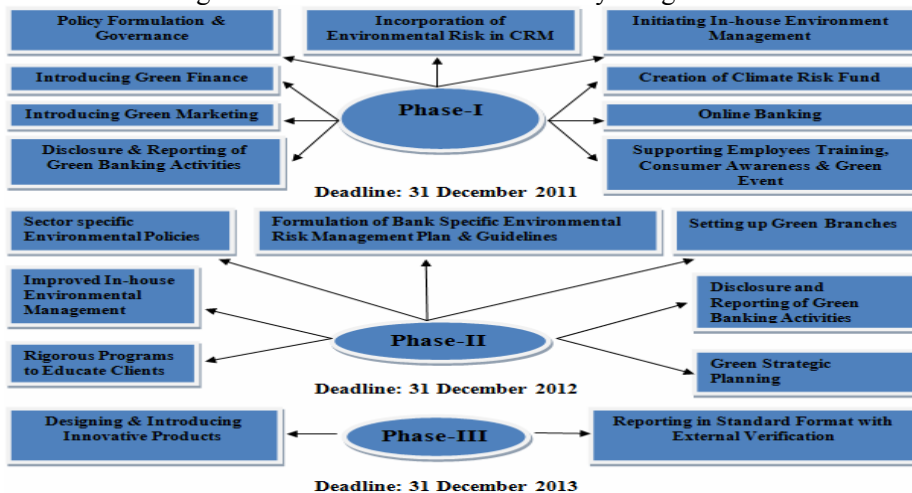 Policy Formulation &
Governance
Incorporation of
Environmental Risk in CRM
Initiating In-house Environment
Management
Introducing Green Finance
Creation of Climate Risk Fund
Phase-I
Introducing Green Marketing
Online Banking
Disclosure & Reporting of
Green Banking Activities
Supporting Employees Training,
Consumer Awareness & Green
Event
Deadline: 31 December 2011
Sector specific
Environmental Policies
Formulation of Bank Specific Environmental
Risk Management Plan & Guidelines
Setting up Green Branches
Improved In-house
Environmental
Management
Disclosure and
Reporting of Green
Banking Activities
Phase-II
Rigorous Programs
to Educate Clients
Green Strategic
Planning
Deadline: 31 December 2012
Designing & Introducing
Innovative Products
Phase-III
Reporting in Standard Format with
External Verification
Deadline: 31 December 2013